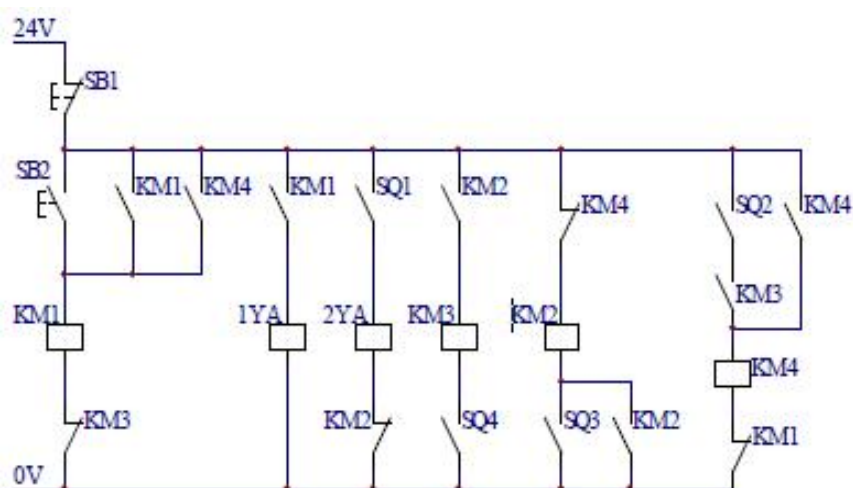 24V
SB1
SB2
KM1 KM4 KM1 SQ1 KM2
KM4
SQ2 KM4
KM3
KM1 1YA 2YA KM3 KM2
KM4
KM3 KM2 SQ4 SQ3 KM2
KM1
0V